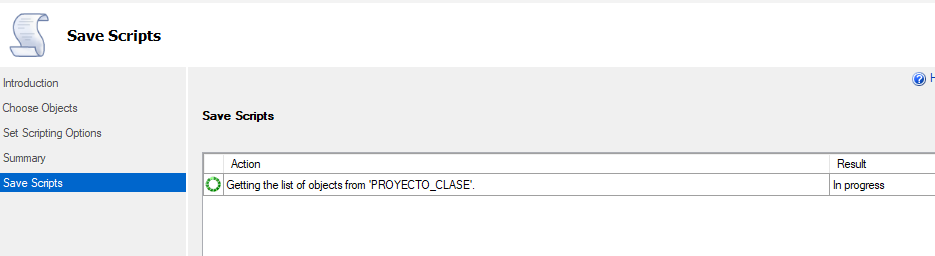 Save Scripts
Introduction
Choose Objects
Set Scripting Options
Summary
Save Scripts
H
Save Scripts
Action Result
Getting the list of objects from 'PROYECTO_CLASE'. In progress